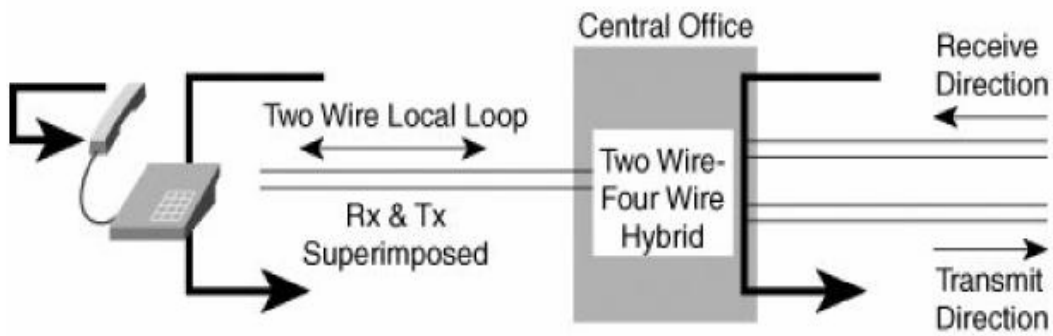 Central Office
Receive
Direction
Two Wire Local Loop
Two Wire-
Four Wire
Hybrid
Rx & Tx
Superimposed
Transmit
Direction